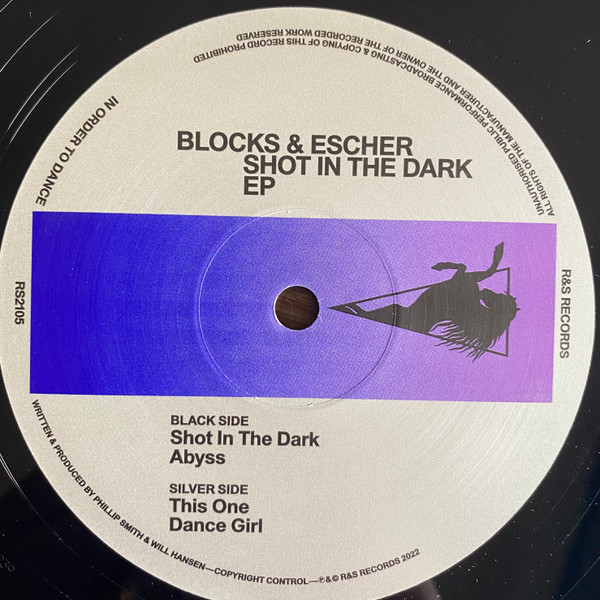 BLOCKS & ESCHER
SHOT IN THE DARK
EP
IN ORDER TO DANCE
UNAUTHORISED PUBLIC PERFORMANCE BROADCASTING & COPYING OF THIS RECORD PROHIBITED
ALL RIGHTS OF THE MANUFACTURER AND THE OWNER OF THE RECORDED WORK RESERVED
RS2105
R&S RECORDS
BLACK SIDE
Shot In The Dark
Abyss
SILVER SIDE
This One
Dance Girl
WRITTEN & PRODUCED BY PHILLIP SMITH & WILL HANSEN—COPYRIGHT CONTROL—℗&© R&S RECORDS 2022